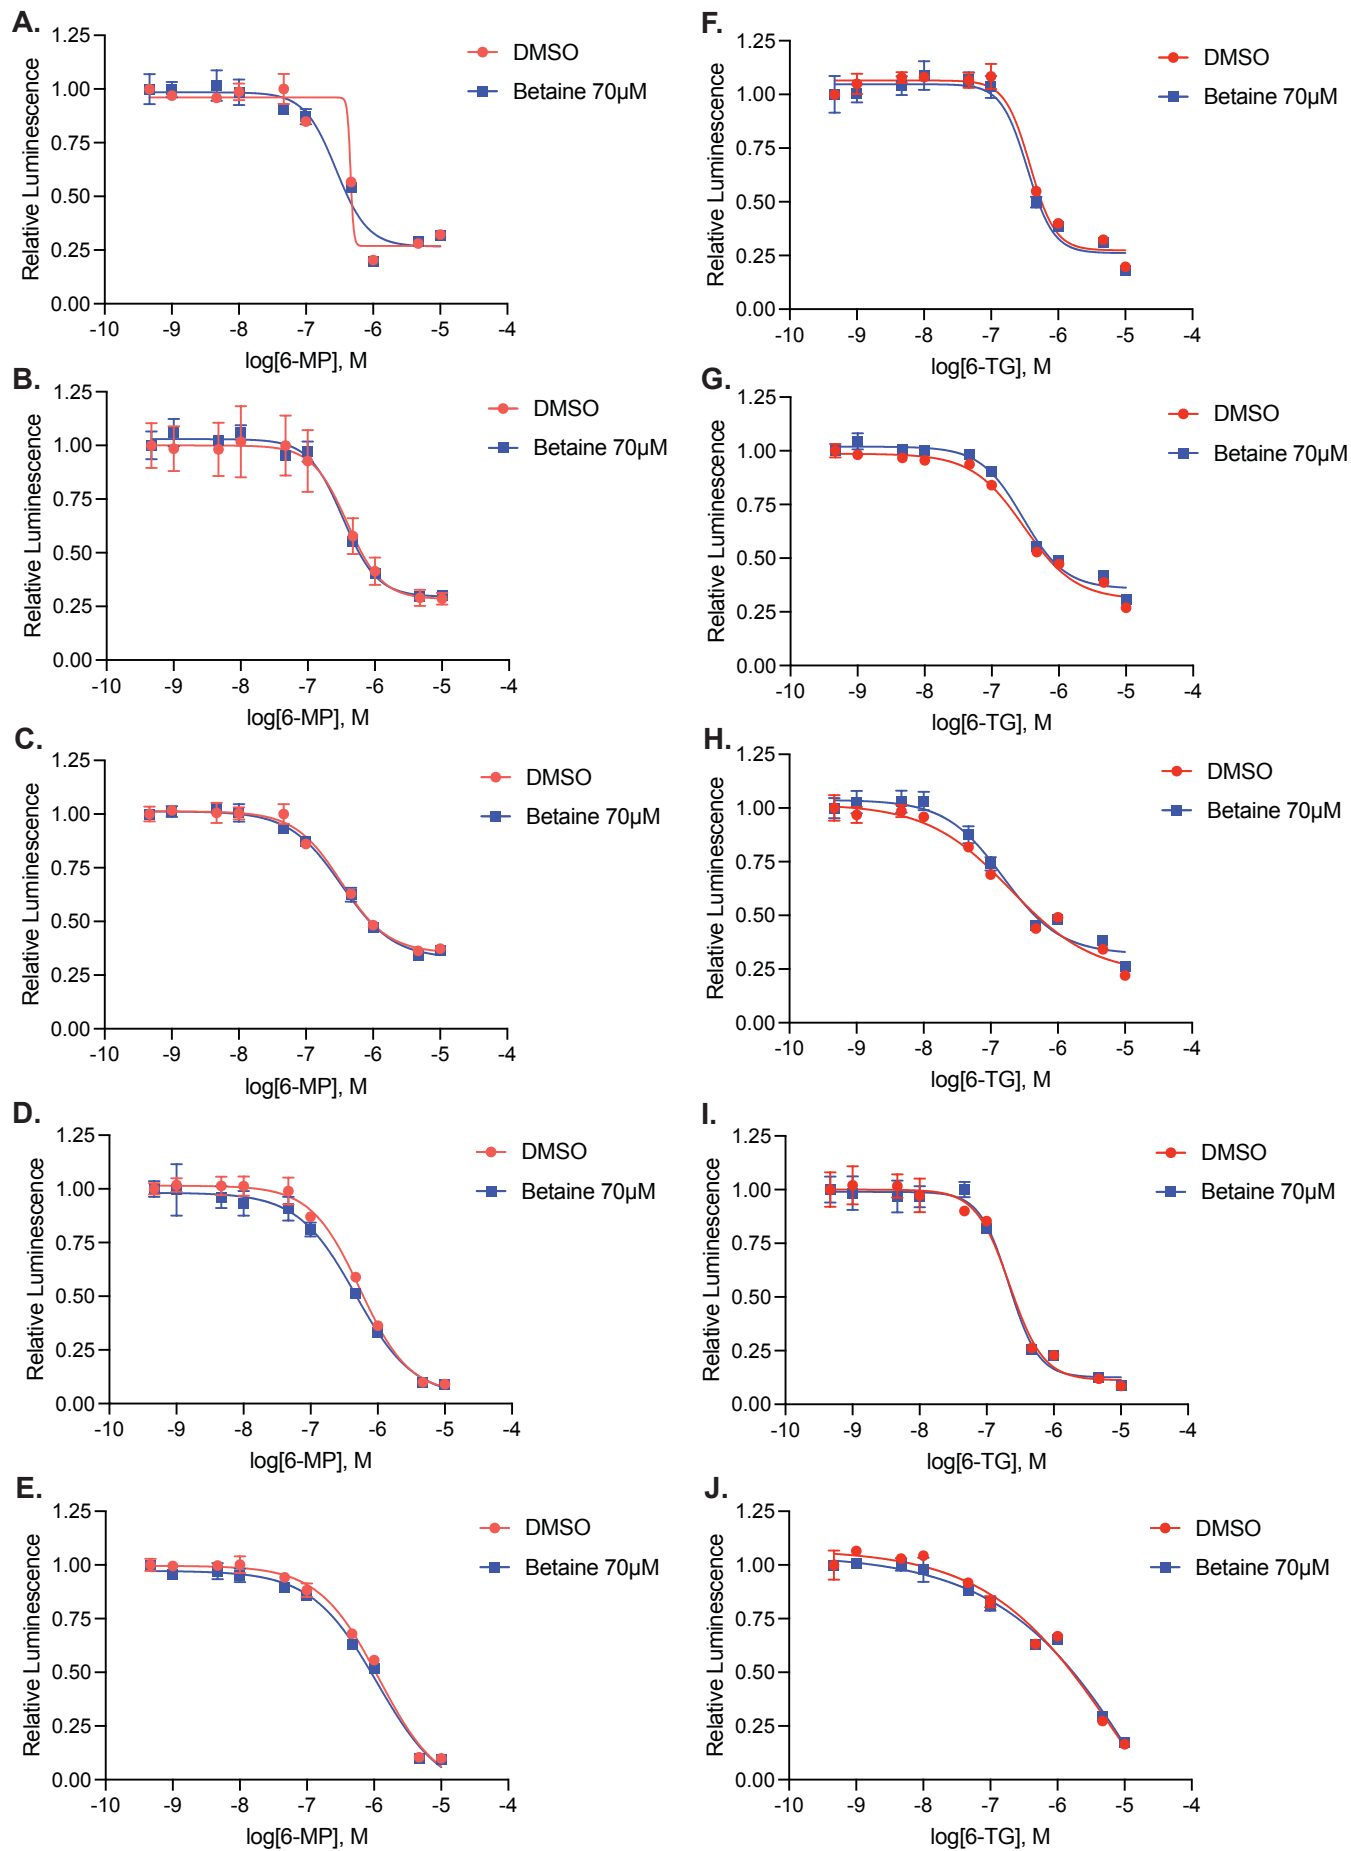 A.
1.25
1.00
0.75
0.50
0.25
0.00
Relative Luminescence
-10 -9 -8 -7 -6 -5 -4
log[6-MP], M
DMSO
Betaine 70µM
F.
1.25
1.00
0.75
0.50
0.25
0.00
Relative Luminescence
-10 -9 -8 -7 -6 -5 -4
log[6-TG], M
DMSO
Betaine 70µM
B.
1.25
1.00
0.75
0.50
0.25
0.00
Relative Luminescence
-10 -9 -8 -7 -6 -5 -4
log[6-MP], M
DMSO
Betaine 70µM
G.
1.25
1.00
0.75
0.50
0.25
0.00
Relative Luminescence
-10 -9 -8 -7 -6 -5 -4
log[6-TG], M
DMSO
Betaine 70µM
C.
1.25
1.00
0.75
0.50
0.25
0.00
Relative Luminescence
-10 -9 -8 -7 -6 -5 -4
log[6-MP], M
DMSO
Betaine 70µM
H.
1.25
1.00
0.75
0.50
0.25
0.00
Relative Luminescence
-10 -9 -8 -7 -6 -5 -4
log[6-TG], M
DMSO
Betaine 70µM
D.
1.25
1.00
0.75
0.50
0.25
0.00
Relative Luminescence
-10 -9 -8 -7 -6 -5 -4
log[6-MP], M
DMSO
Betaine 70µM
I.
1.25
1.00
0.75
0.50
0.25
0.00
Relative Luminescence
-10 -9 -8 -7 -6 -5 -4
log[6-TG], M
DMSO
Betaine 70µM
E.
1.25
1.00
0.75
0.50
0.25
0.00
Relative Luminescence
-10 -9 -8 -7 -6 -5 -4
log[6-MP], M
DMSO
Betaine 70µM
J.
1.25
1.00
0.75
0.50
0.25
0.00
Relative Luminescence
-10 -9 -8 -7 -6 -5 -4
log[6-TG], M
DMSO
Betaine 70µM